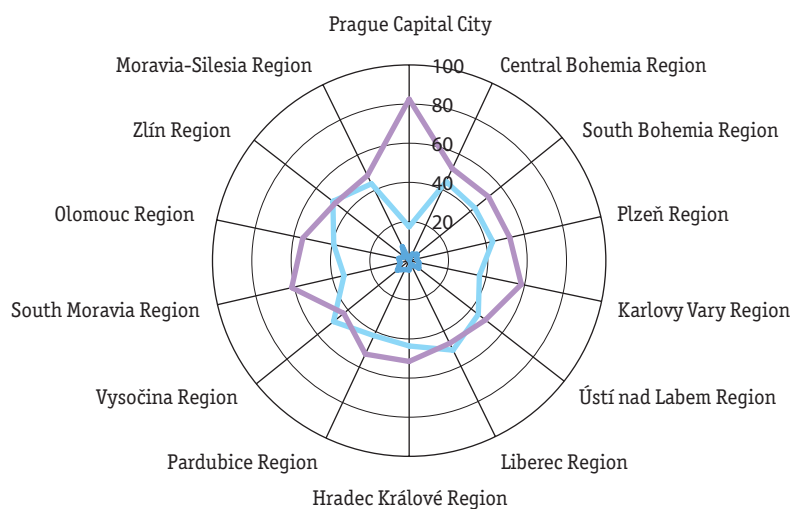 Prague Capital City
Moravia-Silesia Region
100
Central Bohemia Region
80
Zlín Region
South Bohemia Region
60
40
Olomouc Region
20
Plzeň Region
South Moravia Region
Karlovy Vary Region
Vysočina Region
Ústí nad Labem Region
Pardubice Region
Liberec Region
Hradec Králové Region